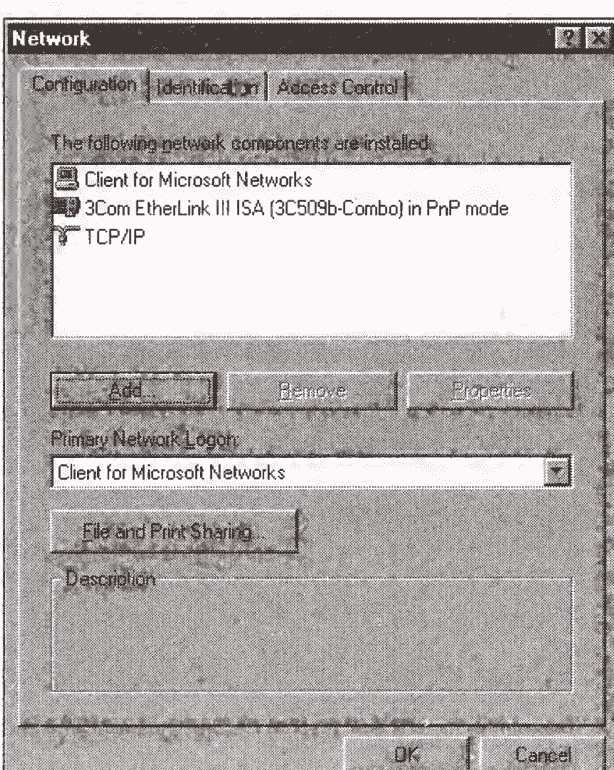 Network
Configuration Identification Access Control
The following network components are installed:
Client for Microsoft Networks
3Com EtherLink III ISA (3C509b-Combo) in PnP mode
TCP/IP
Add... Remove Properties
Primary Network Logon:
Client for Microsoft Networks
File and Print Sharing...
Description
OK Cancel